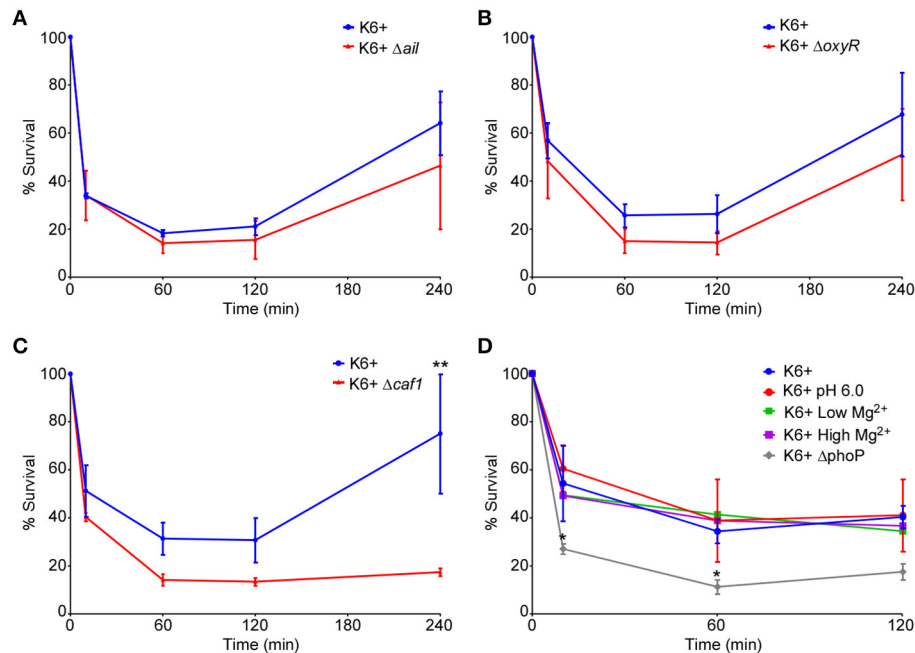 A
K6+
K6+ Δail
% Survival
100
80
60
40
20
0
0 60 120 180 240
Time (min)
B
K6+
K6+ ΔoxyR
% Survival
100
80
60
40
20
0
0 60 120 180 240
Time (min)
C
K6+
K6+ Δcaf1
**
% Survival
100
80
60
40
20
0
0 60 120 180 240
Time (min)
D
K6+
K6+ pH 6.0
K6+ Low Mg²⁺
K6+ High Mg²⁺
K6+ ΔphoP
% Survival
100
80
60
40
20
0
*
*
0 60 120
Time (min)